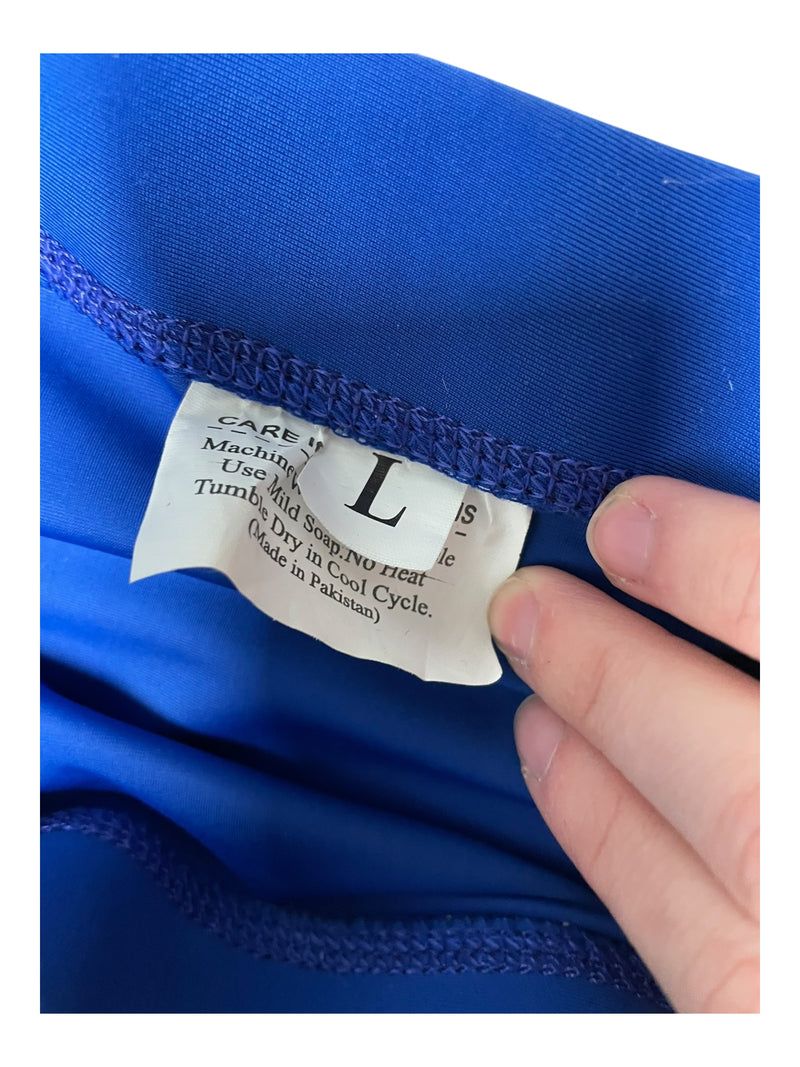 CARE
L
Machine
Use Mild Soap.No Heat
Tumble Dry in Cool Cycle.
(Made in Pakistan)